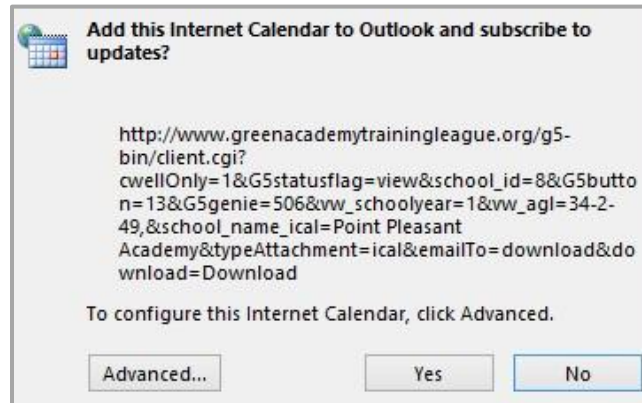 Add this Internet Calendar to Outlook and subscribe to
updates?
http://www.greenacademytrainingleague.org/g5-
bin/client.cgi?
cwellOnly=1&G5statusflag=view&school_id=8&G5butto
n=13&G5genie=506&vw_schoolyear=1&vw_agl=34-2-
49,&school_name_ical=Point Pleasant
Academy&typeAttachment=ical&emailTo=download&do
wnload=Download
To configure this Internet Calendar, click Advanced.
Advanced... Yes No